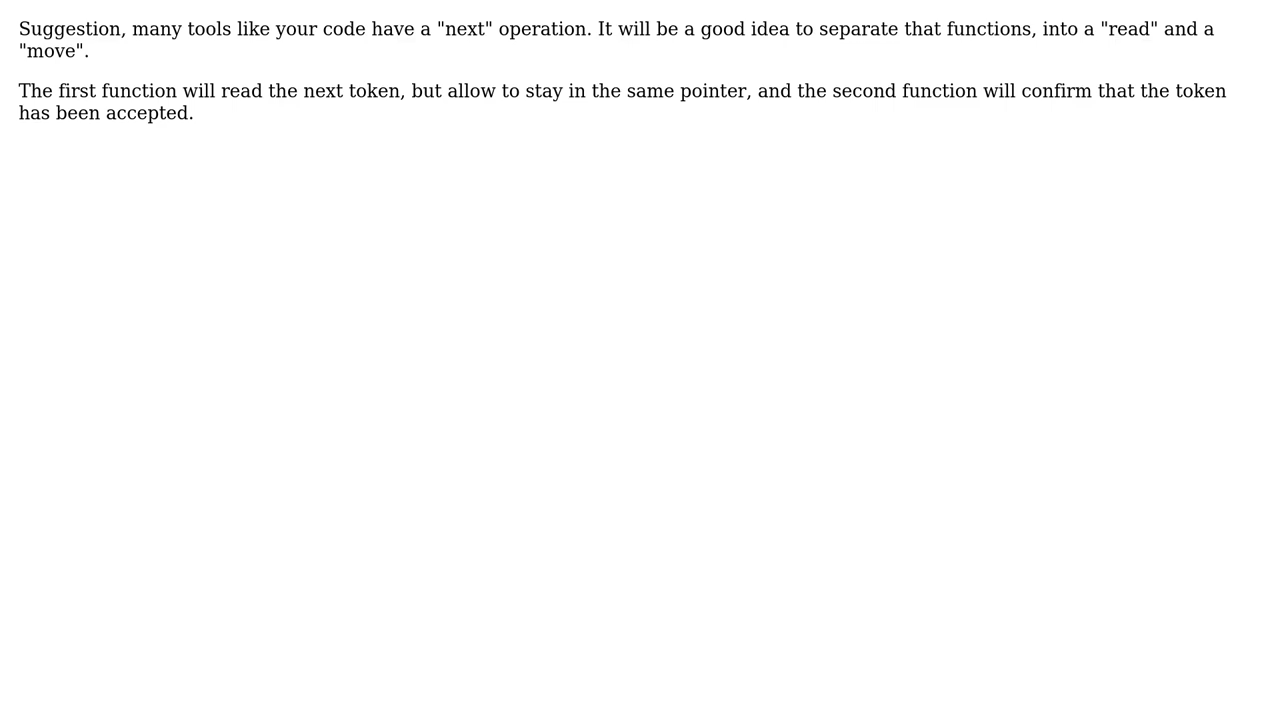 Suggestion, many tools like your code have a "next" operation. It will be a good idea to separate that functions, into a "read" and a
"move".
The first function will read the next token, but allow to stay in the same pointer, and the second function will confirm that the token
has been accepted.